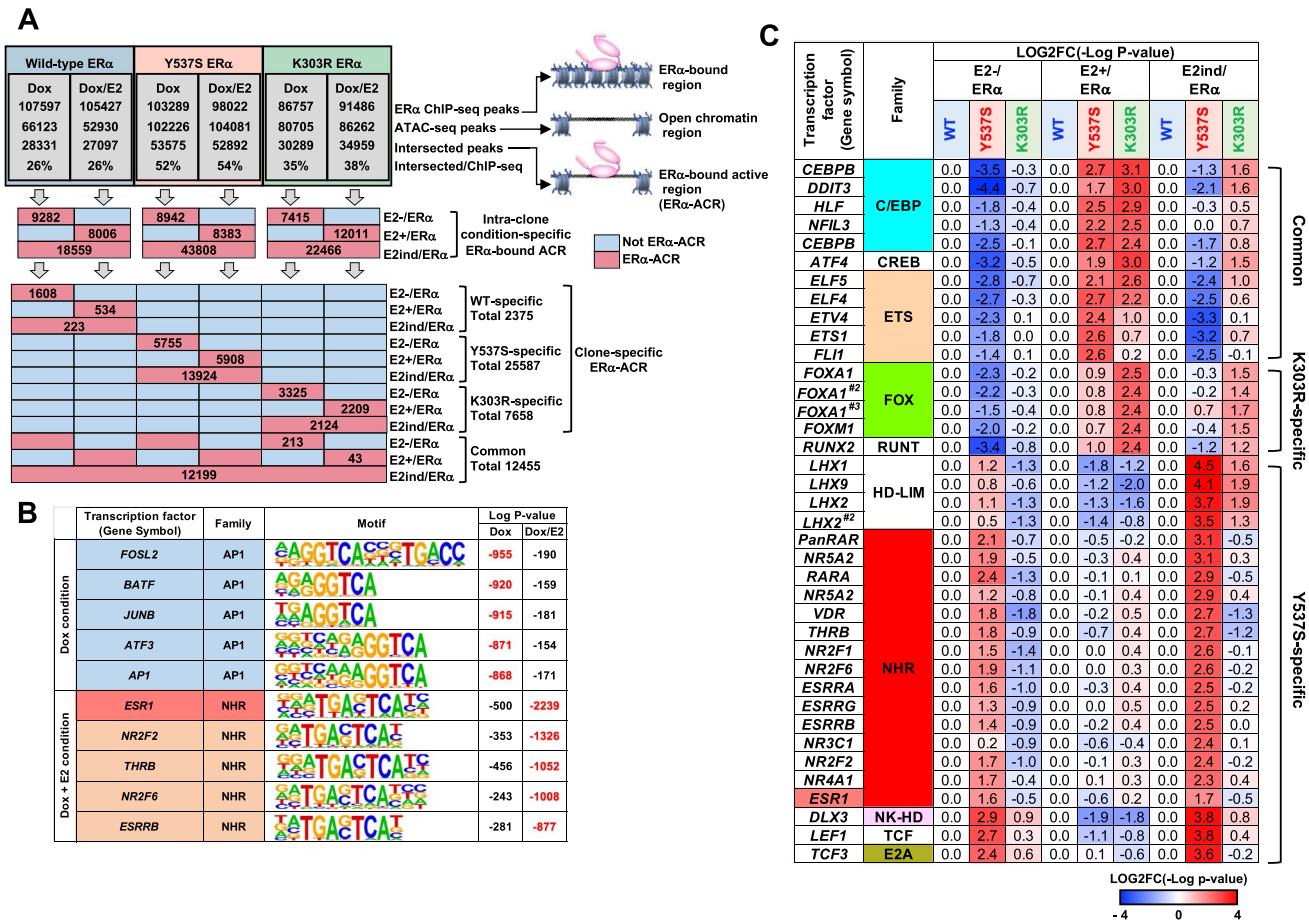 A
Wild-type ERα Y537S ERα K303R ERα
Dox Dox/E2 Dox Dox/E2 Dox Dox/E2
107597 105427 103289 98022 86757 91486 ERα ChIP-seq peaks
66123 52930 102226 104081 80705 86262 ATAC-seq peaks
28331 27097 53575 52892 30289 34959 Intersected peaks
26% 26% 52% 54% 35% 38% Intersected/ChIP-seq
ERα-bound
region
Open chromatin
region
ERα-bound active
region
(ERα-ACR)
9282 8942 7415 E2-/ERα
8006 8383 12011 E2+/ERα
18559 43808 22466 E2ind/ERα
Intra-clone
condition-specific
ERα-bound ACR
Not ERα-ACR
ERα-ACR
1608 E2-/ERα
534 E2+/ERα
223 E2ind/ERα
WT-specific
Total 2375
5755 E2-/ERα
5908 E2+/ERα
13924 E2ind/ERα
Y537S-specific
Total 25587
3325 E2-/ERα
2209 E2+/ERα
2124 E2ind/ERα
K303R-specific
Total 7658
Clone-specific
ERα-ACR
213 E2-/ERα
43 E2+/ERα
12199 E2ind/ERα
Common
Total 12455
B
Transcription factor
(Gene Symbol)
Family Motif Log P-value
Dox Dox/E2
Dox condition
FOSL2 AP1 -955 -190
BATF AP1 -920 -159
JUNB AP1 -915 -181
ATF3 AP1 -871 -154
AP1 AP1 -868 -171
Dox + E2 condition
ESR1 NHR -500 -2239
NR2F2 NHR -353 -1326
THRB NHR -456 -1052
NR2F6 NHR -243 -1008
ESRRB NHR -281 -877
C
Transcription
factor
(Gene symbol)
Family
LOG2FC(-Log P-value)
E2-/
ERα
E2+/
ERα
E2ind/
ERα
WT Y537S K303R WT Y537S K303R WT Y537S K303R
CEBPB 0.0 -3.5 -0.3 0.0 2.7 3.1 0.0 -1.3 1.6
DDIT3 0.0 -4.4 -0.7 0.0 1.7 3.0 0.0 -2.1 1.6
HLF 0.0 -1.8 -0.4 0.0 2.5 2.9 0.0 -0.3 0.5
C/EBP
NFIL3 0.0 -1.3 -0.4 0.0 2.2 2.5 0.0 0.0 0.7
CEBPB 0.0 -2.5 -0.1 0.0 2.7 2.4 0.0 -1.7 0.8
ATF4 CREB 0.0 -3.2 -0.5 0.0 1.9 3.0 0.0 -1.2 1.5
ELF5 0.0 -2.8 -0.7 0.0 2.1 2.6 0.0 -2.4 1.0
ELF4 0.0 -2.7 -0.3 0.0 2.7 2.2 0.0 -2.5 0.6
ETV4 ETS 0.0 -2.3 0.1 0.0 2.4 1.0 0.0 -3.3 0.1
ETS1 0.0 -1.8 0.0 0.0 2.6 0.7 0.0 -3.2 0.7
FLI1 0.0 -1.4 0.1 0.0 2.6 0.2 0.0 -2.5 -0.1
Common
FOXA1 0.0 -2.3 -0.2 0.0 0.9 2.5 0.0 -0.3 1.5
FOXA1#2 0.0 -2.2 -0.3 0.0 0.8 2.4 0.0 -0.2 1.4
FOX
FOXA1#3 0.0 -1.5 -0.4 0.0 0.8 2.4 0.0 0.7 1.7
FOXM1 0.0 -2.0 -0.2 0.0 0.7 2.4 0.0 -0.4 1.5
RUNX2 RUNT 0.0 -3.4 -0.8 0.0 1.0 2.4 0.0 -1.2 1.2
K303R-specific
LHX1 0.0 1.2 -1.3 0.0 -1.8 -1.2 0.0 4.5 1.6
LHX9 0.0 0.8 -0.6 0.0 -1.2 -2.0 0.0 4.1 1.9
HD-LIM
LHX2 0.0 1.1 -1.3 0.0 -1.3 -1.6 0.0 3.7 1.9
LHX2#2 0.0 0.5 -1.3 0.0 -1.4 -0.8 0.0 3.5 1.3
PanRAR 0.0 2.1 -0.7 0.0 -0.5 -0.2 0.0 3.1 -0.5
NR5A2 0.0 1.9 -0.5 0.0 -0.3 0.4 0.0 3.1 0.3
RARA 0.0 2.4 -1.3 0.0 -0.1 0.1 0.0 2.9 -0.5
NR5A2 0.0 1.2 -0.8 0.0 -0.1 0.4 0.0 2.9 0.4
VDR 0.0 1.8 -1.8 0.0 -0.2 0.5 0.0 2.7 -1.3
THRB 0.0 1.8 -0.9 0.0 -0.7 0.4 0.0 2.7 -1.2
NR2F1 0.0 1.5 -1.4 0.0 0.0 0.4 0.0 2.6 -0.1
NR2F6 NHR 0.0 1.9 -1.1 0.0 0.0 0.3 0.0 2.6 -0.2
ESRRA 0.0 1.6 -1.0 0.0 -0.3 0.4 0.0 2.5 -0.2
ESRRG 0.0 1.3 -0.9 0.0 0.0 0.5 0.0 2.5 0.2
ESRRB 0.0 1.4 -0.9 0.0 -0.2 0.4 0.0 2.5 0.0
NR3C1 0.0 0.2 -0.9 0.0 -0.6 -0.4 0.0 2.4 0.1
NR2F2 0.0 1.7 -1.0 0.0 -0.1 0.3 0.0 2.4 -0.2
NR4A1 0.0 1.7 -0.4 0.0 0.1 0.3 0.0 2.3 0.4
ESR1 0.0 1.6 -0.5 0.0 -0.6 0.2 0.0 1.7 -0.5
DLX3 NK-HD 0.0 2.9 0.9 0.0 -1.9 -1.8 0.0 3.8 0.8
LEF1 TCF 0.0 2.7 0.3 0.0 -1.1 -0.8 0.0 3.8 0.4
TCF3 E2A 0.0 2.4 0.6 0.0 0.1 -0.6 0.0 3.6 -0.2
Y537S-specific
LOG2FC(-Log p-value)
- 4 0 4